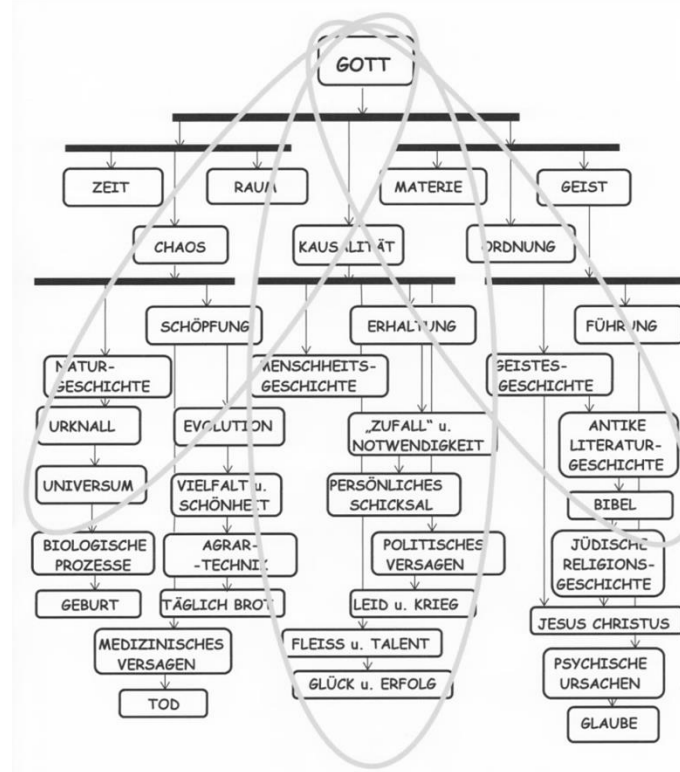 GOTT
ZEIT
RAUM
MATERIE
GEIST
CHAOS
KAUSALITÄT
ORDNUNG
SCHÖPFUNG
ERHALTUNG
FÜHRUNG
NATUR-
GESCHICHTE
MENSCHHEITS-
GESCHICHTE
GEISTES-
GESCHICHTE
URKNALL
EVOLUTION
„ZUFALL“ u.
NOTWENDIGKEIT
ANTIKE
LITERATUR-
GESCHICHTE
UNIVERSUM
VIELFALT u.
SCHÖNHEIT
PERSÖNLICHES
SCHICKSAL
BIBEL
BIOLOGISCHE
PROZESSE
AGRAR-
-TECHNIK
POLITISCHES
VERSAGEN
JÜDISCHE
RELIGIONS-
GESCHICHTE
GEBURT
TÄGLICH BROT
LEID u. KRIEG
JESUS CHRISTUS
MEDIZINISCHES
VERSAGEN
FLEISS u. TALENT
PSYCHISCHE
URSACHEN
TOD
GLÜCK u. ERFOLG
GLAUBE